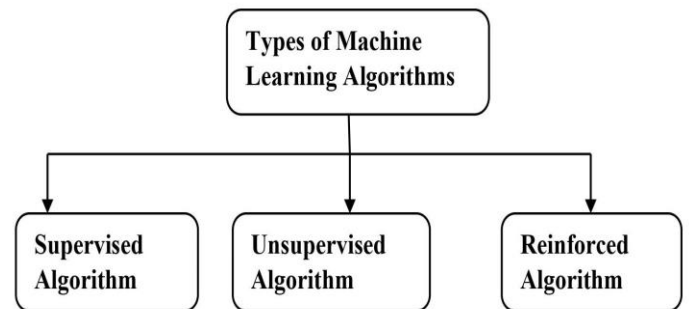 Types of Machine
Learning Algorithms
Supervised
Algorithm
Unsupervised
Algorithm
Reinforced
Algorithm